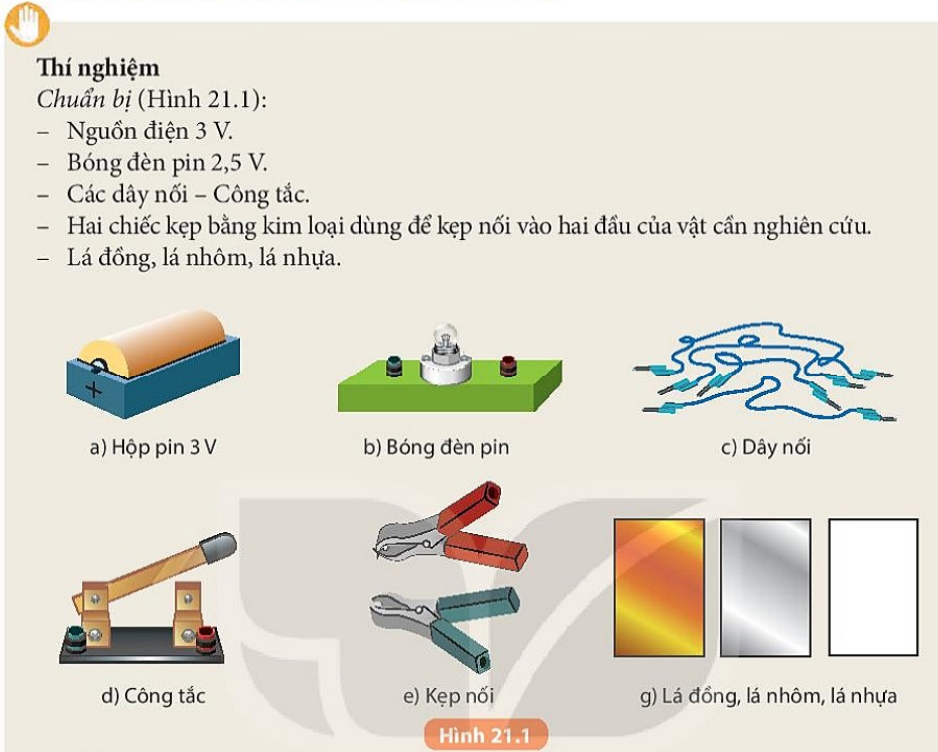 Thí nghiệm
Chuẩn bị (Hình 21.1):
– Nguồn điện 3 V.
– Bóng đèn pin 2,5 V.
– Các dây nối – Công tắc.
– Hai chiếc kẹp bằng kim loại dùng để kẹp nối vào hai đầu của vật cần nghiên cứu.
– Lá đồng, lá nhôm, lá nhựa.
+
a) Hộp pin 3 V
b) Bóng đèn pin
c) Dây nối
d) Công tắc
e) Kẹp nối
g) Lá đồng, lá nhôm, lá nhựa
Hình 21.1